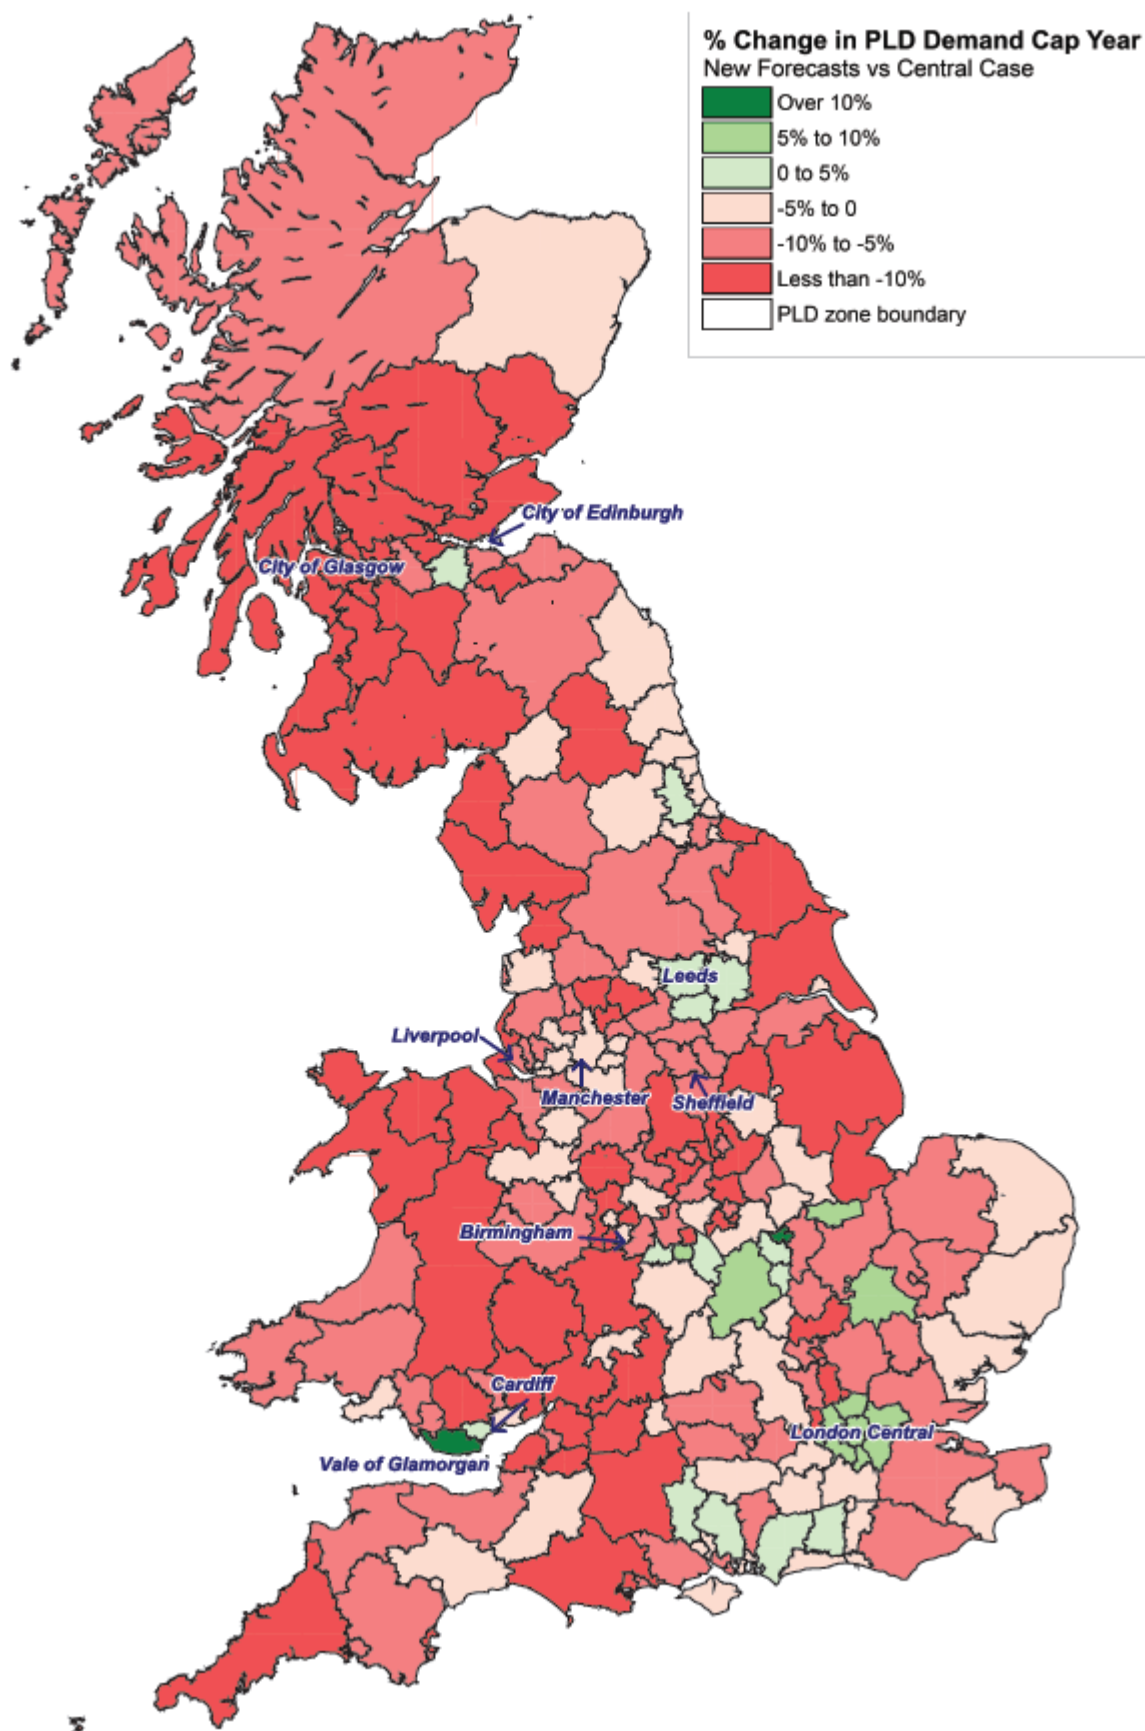 % Change in PLD Demand Cap Year
New Forecasts vs Central Case
Over 10%
5% to 10%
0 to 5%
-5% to 0
-10% to -5%
Less than -10%
PLD zone boundary
City of Edinburgh
City of Glasgow
Leeds
Liverpool
Manchester
Sheffield
Birmingham
Cardiff
London Central
Vale of Glamorgan